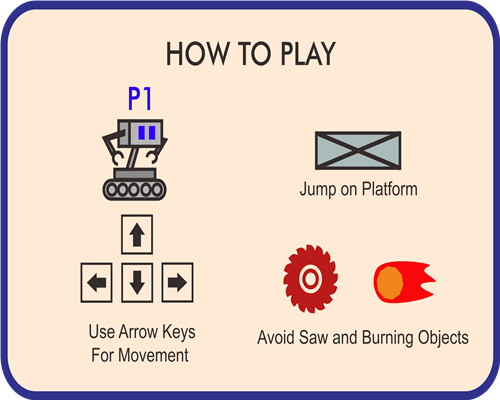 HOW TO PLAY
P1
Jump on Platform
Use Arrow Keys
For Movement
Avoid Saw and Burning Objects